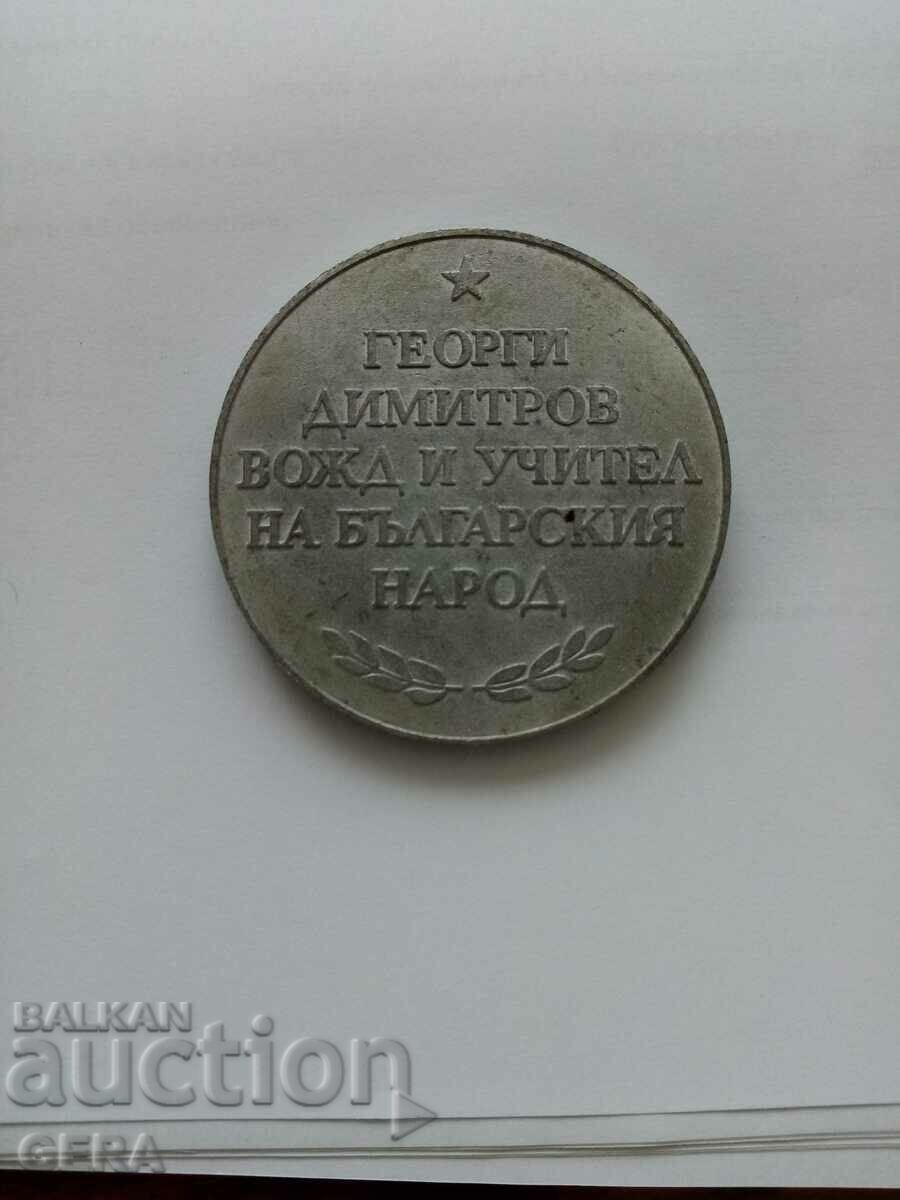 ГЕОРГИ
ДИМИТРОВ
ВОЖД И УЧИТЕЛ
НА БЪЛГАРСКИЯ
НАРОД
BALKAN
auction
GERA